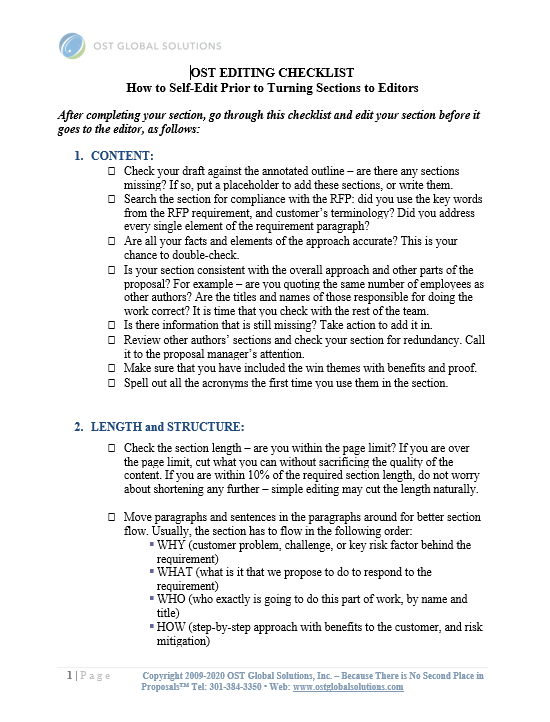 OST GLOBAL SOLUTIONS
OST EDITING CHECKLIST
How to Self-Edit Prior to Turning Sections to Editors
After completing your section, go through this checklist and edit your section before it
goes to the editor, as follows:
1. CONTENT:
☐ Check your draft against the annotated outline – are there any sections
missing? If so, put a placeholder to add these sections, or write them.
☐ Search the section for compliance with the RFP: did you use the key words
from the RFP requirement, and customer's terminology? Did you address
every single element of the requirement paragraph?
☐ Are all your facts and elements of the approach accurate? This is your
chance to double-check.
☐ Is your section consistent with the overall approach and other parts of the
proposal? For example – are you quoting the same number of employees as
other authors? Are the titles and names of those responsible for doing the
work correct? It is time that you check with the rest of the team.
☐ Is there information that is still missing? Take action to add it in.
☐ Review other authors' sections and check your section for redundancy. Call
it to the proposal manager's attention.
☐ Make sure that you have included the win themes with benefits and proof.
☐ Spell out all the acronyms the first time you use them in the section.
2. LENGTH and STRUCTURE:
☐ Check the section length – are you within the page limit? If you are over
the page limit, cut what you can without sacrificing the quality of the
content. If you are within 10% of the required section length, do not worry
about shortening any further – simple editing may cut the length naturally.
☐ Move paragraphs and sentences in the paragraphs around for better section
flow. Usually, the section has to flow in the following order:
▪ WHY (customer problem, challenge, or key risk factor behind the
requirement)
▪ WHAT (what is it that we propose to do to respond to the
requirement)
▪ WHO (who exactly is going to do this part of work, by name and
title)
▪ HOW (step-by-step approach with benefits to the customer, and risk
mitigation)
1 | Page Copyright 2009-2020 OST Global Solutions, Inc. – Because There is No Second Place in
Proposals™ Tel: 301-384-3350 • Web: www.ostglobalsolutions.com